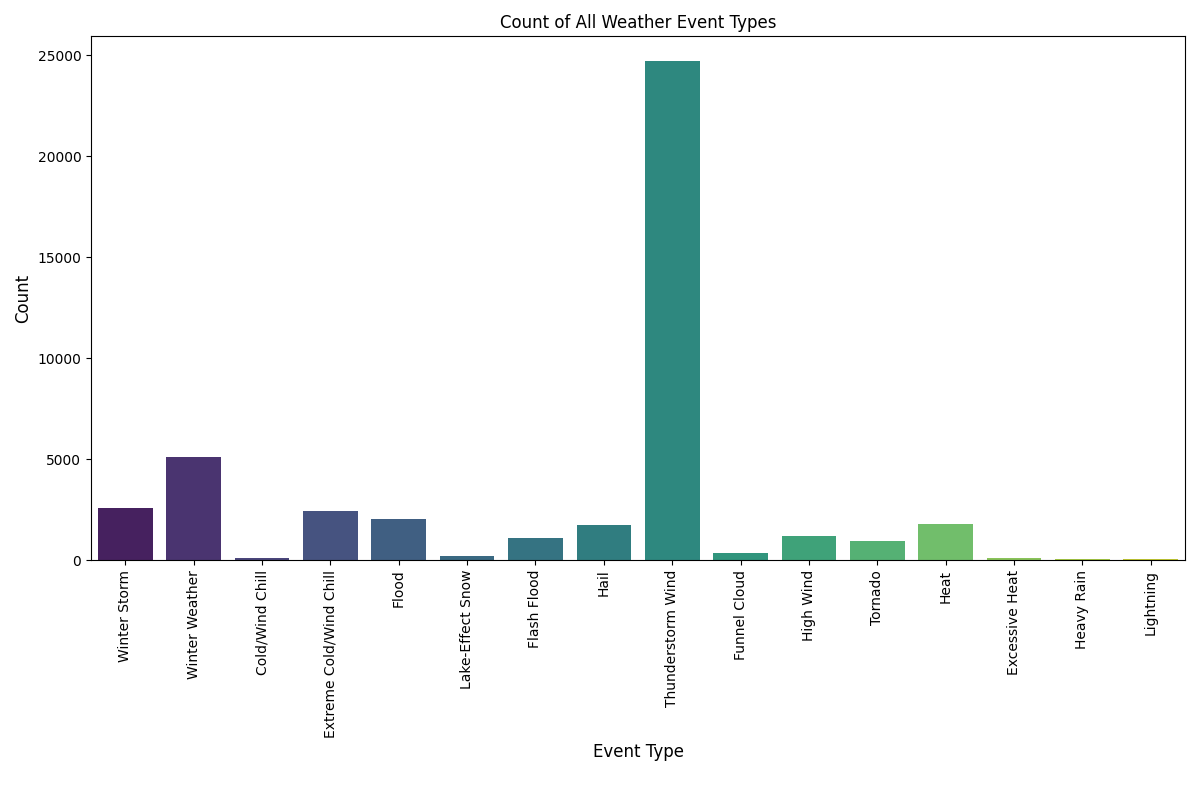 Count of All Weather Event Types
Count
25000
20000
15000
10000
5000
0
Winter Storm
Winter Weather
Cold/Wind Chill
Extreme Cold/Wind Chill
Flood
Lake-Effect Snow
Flash Flood
Hail
Thunderstorm Wind
Funnel Cloud
High Wind
Tornado
Heat
Excessive Heat
Heavy Rain
Lightning
Event Type